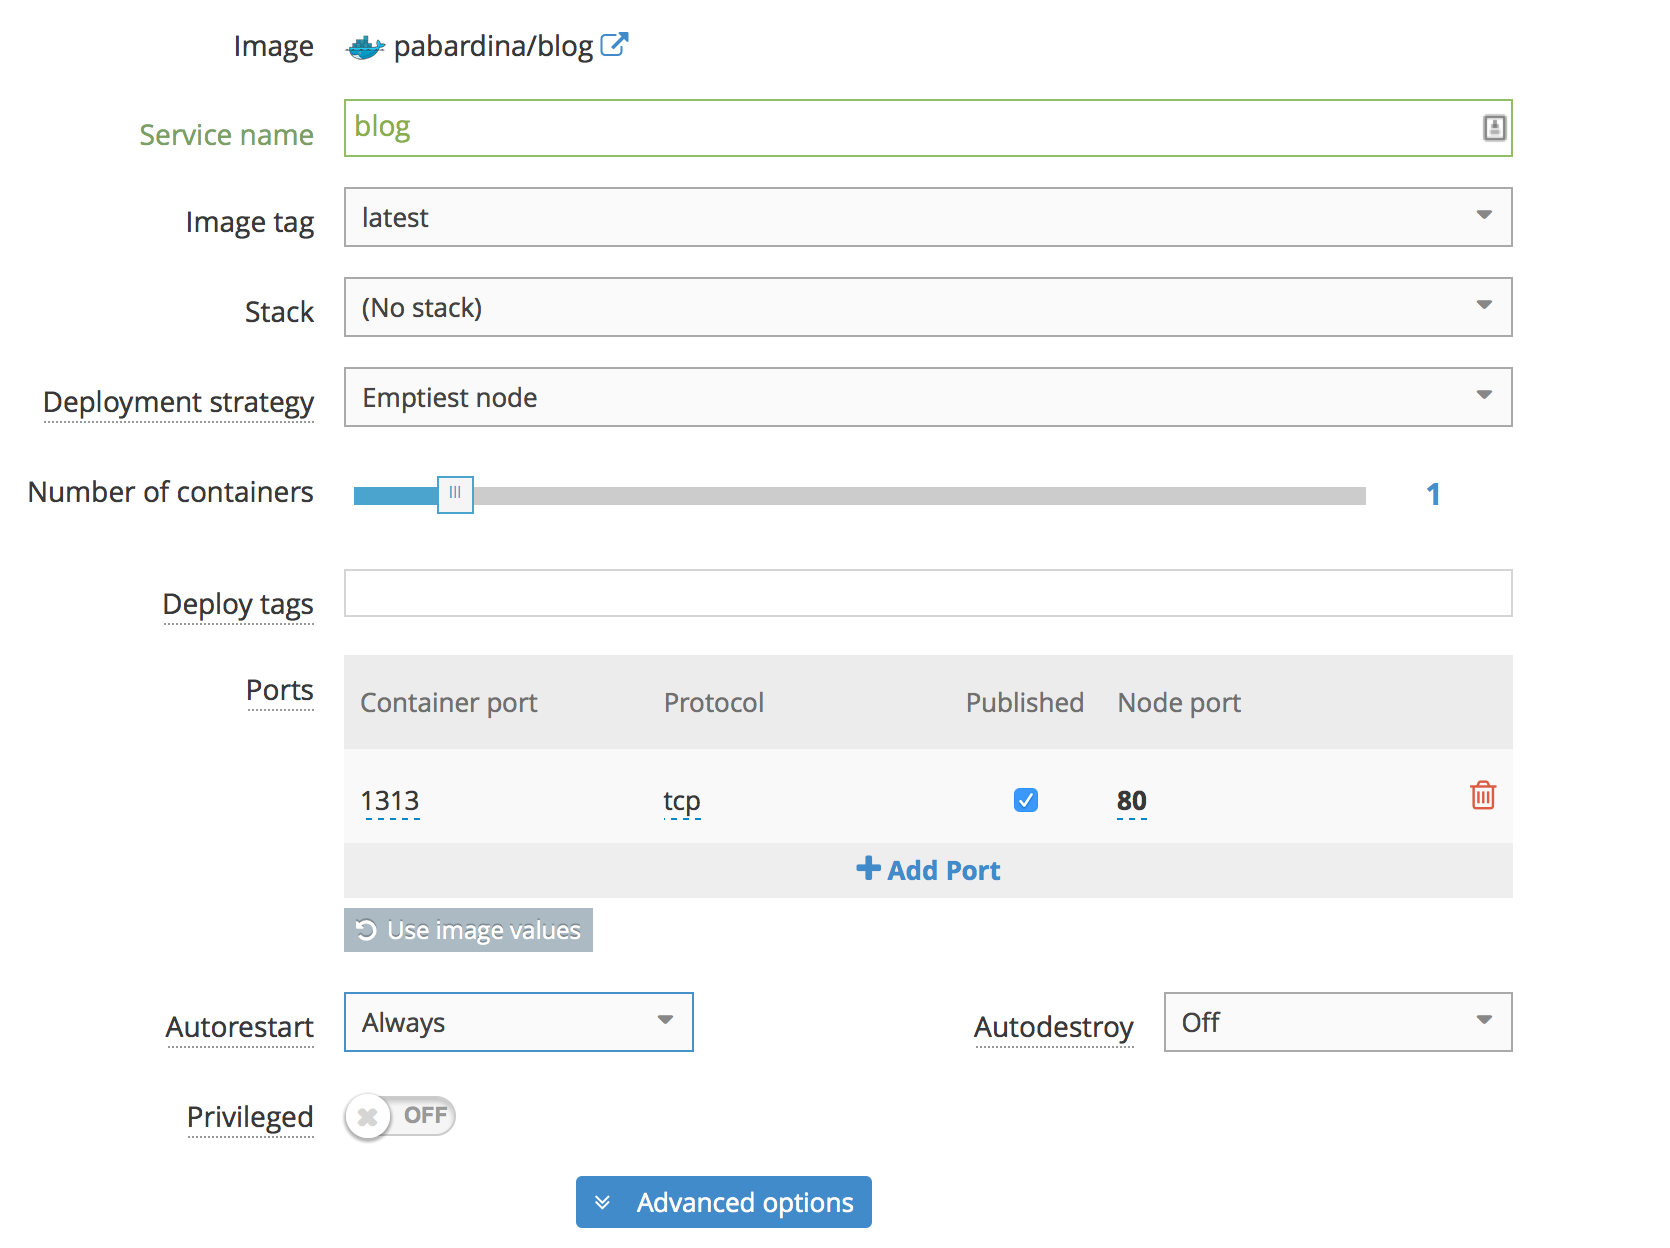 Image pabardina/blog
Service name blog
Image tag latest
Stack (No stack)
Deployment strategy Emptiest node
Number of containers 1
Deploy tags
Ports Container port Protocol Published Node port
1313 tcp 80
Add Port
Use image values
Autorestart Always Autodestroy Off
Privileged OFF
Advanced options